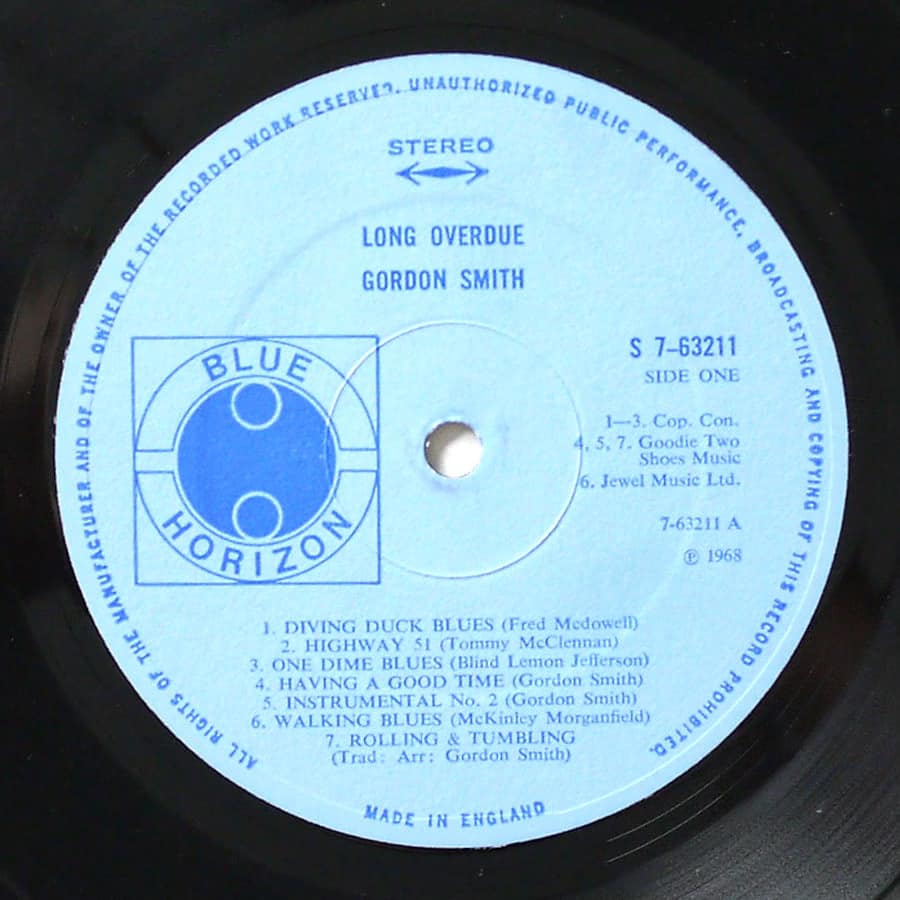 ALL RIGHTS OF THE MANUFACTURER AND OF THE OWNER OF THE RECORDED WORK RESERVED. UNAUTHORIZED PUBLIC PERFORMANCE, BROADCASTING AND COPYING OF THIS RECORD PROHIBITED.
STEREO
LONG OVERDUE
GORDON SMITH
BLUE
HORIZON
S 7-63211
SIDE ONE
1—3. Cop. Con.
4, 5, 7. Goodie Two
Shoes Music
6. Jewel Music Ltd.
7-63211 A
℗ 1968
1. DIVING DUCK BLUES (Fred Mcdowell)
2. HIGHWAY 51 (Tommy McClennan)
3. ONE DIME BLUES (Blind Lemon Jefferson)
4. HAVING A GOOD TIME (Gordon Smith)
5. INSTRUMENTAL No. 2 (Gordon Smith)
6. WALKING BLUES (McKinley Morganfield)
7. ROLLING & TUMBLING
(Trad: Arr: Gordon Smith)
MADE IN ENGLAND